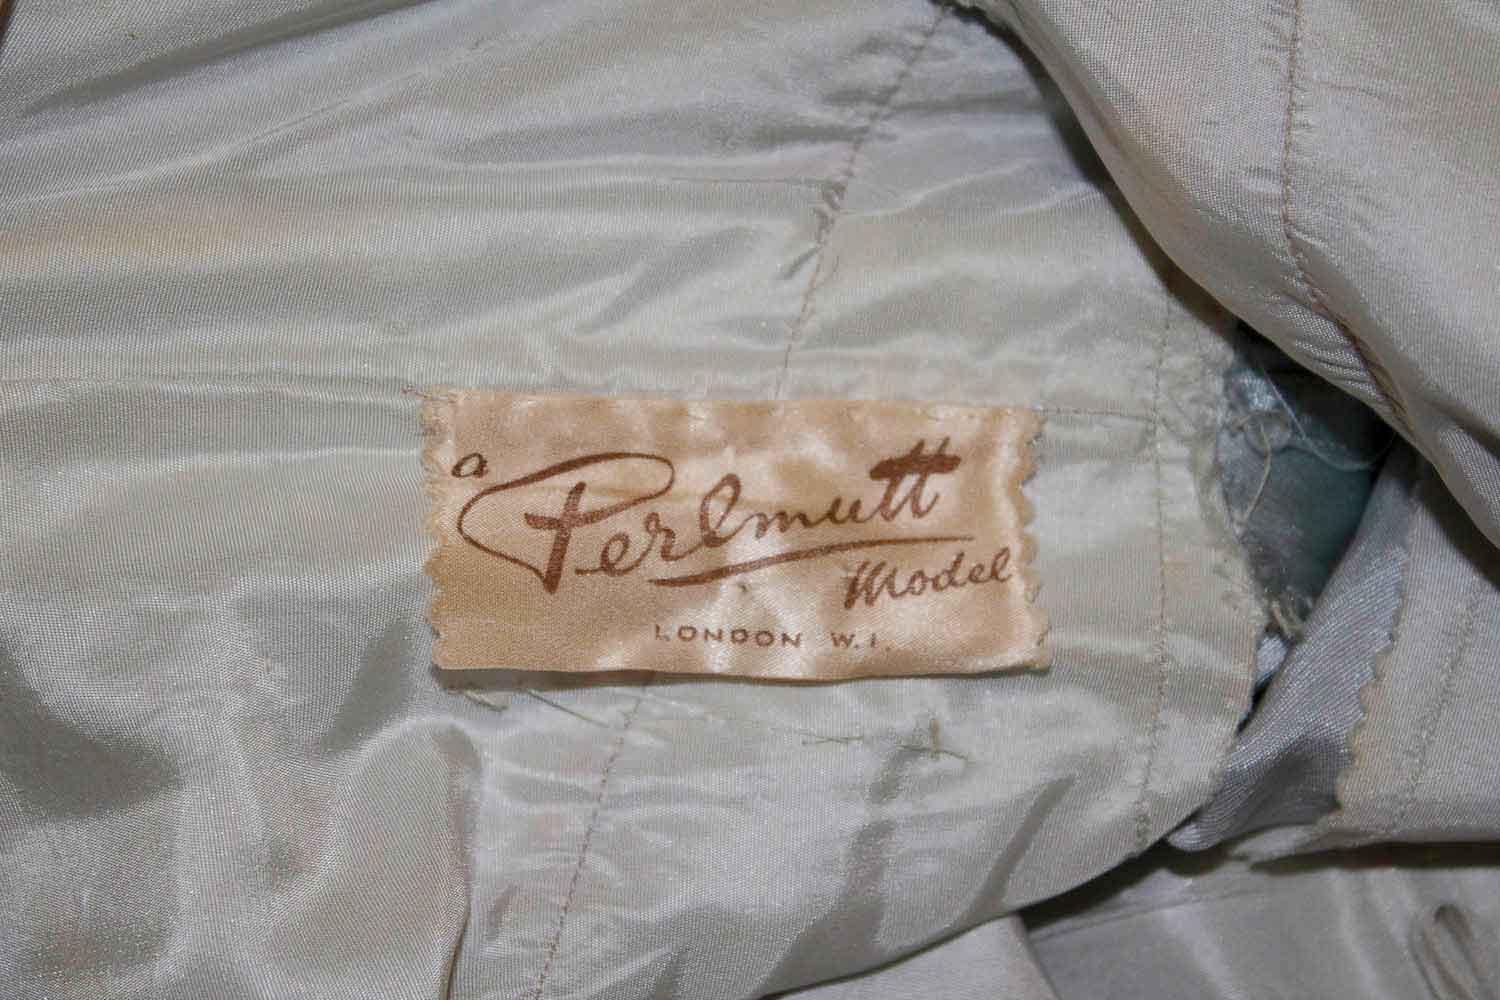 a Perlmutt
Model
LONDON W.1.